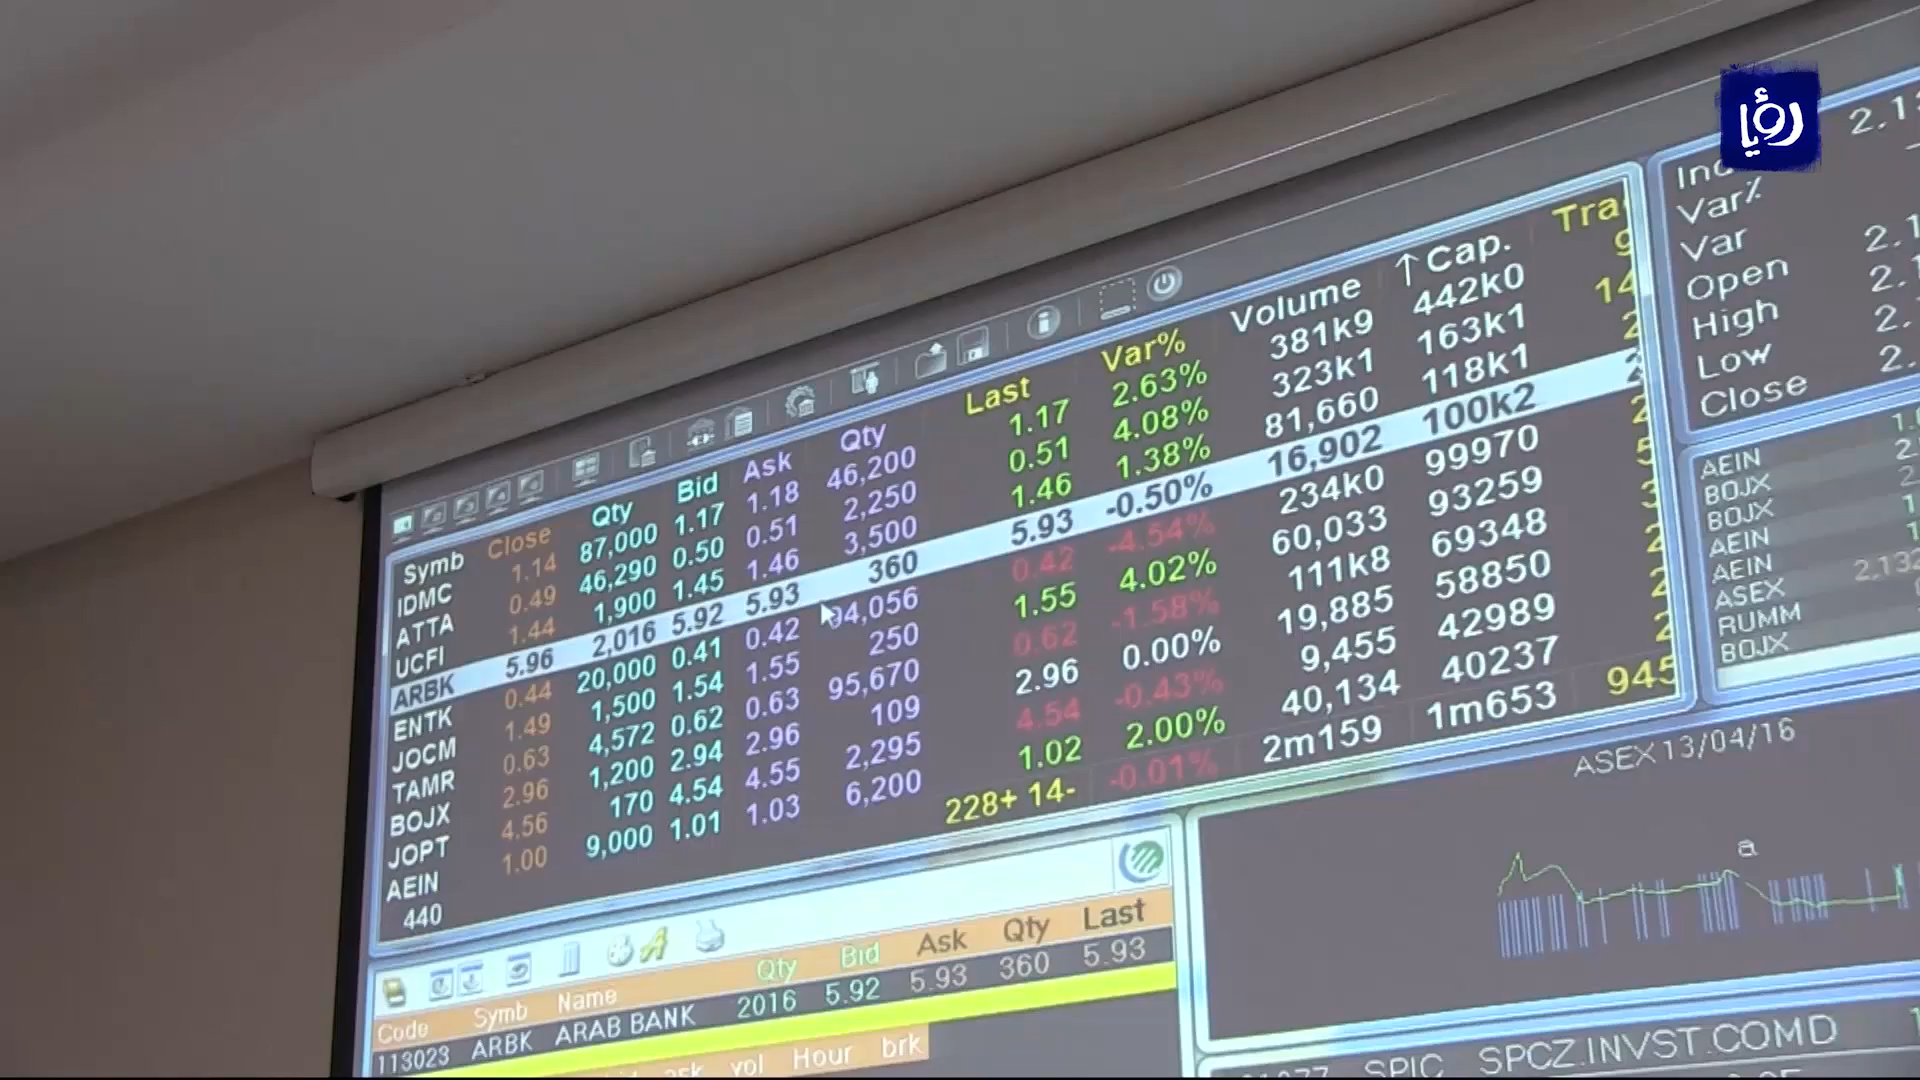 رؤيا
Symb Close Qty Bid Ask Qty Last Var% Volume ↑Cap.
IDMC 1.14 87,000 1.17 1.18 46,200 1.17 2.63% 381k9 442k0
ATTA 0.49 46,290 0.50 0.51 2,250 0.51 4.08% 323k1 163k1
UCFI 1.44 1,900 1.45 1.46 3,500 1.46 1.38% 81,660 118k1
ARBK 5.96 2,016 5.92 5.93 360 5.93 -0.50% 16,902 100k2
ENTK 0.44 20,000 0.41 0.42 94,056 0.42 -4.54% 234k0 99970
JOCM 1.49 1,500 1.54 1.55 250 1.55 4.02% 60,033 93259
TAMR 0.63 4,572 0.62 0.63 95,670 0.62 -1.58% 111k8 69348
BOJX 2.96 1,200 2.94 2.96 109 2.96 0.00% 19,885 58850
JOPT 4.56 170 4.54 4.55 2,295 4.54 -0.43% 9,455 42989
AEIN 1.00 9,000 1.01 1.03 6,200 1.02 2.00% 40,134 40237
440 228+ 14- -0.01% 2m159 1m653 945
Var%
Var
Open
High
Low
Close
AEIN
BOJX
BOJX
AEIN
AEIN
ASEX
RUMM
BOJX
ASEX 13/04/16
a
Code Symb Name Qty Bid Ask Qty Last
113023 ARBK ARAB BANK 2016 5.92 5.93 360 5.93
ask vol Hour brk
SPIC SPCZ.INVST.COMD